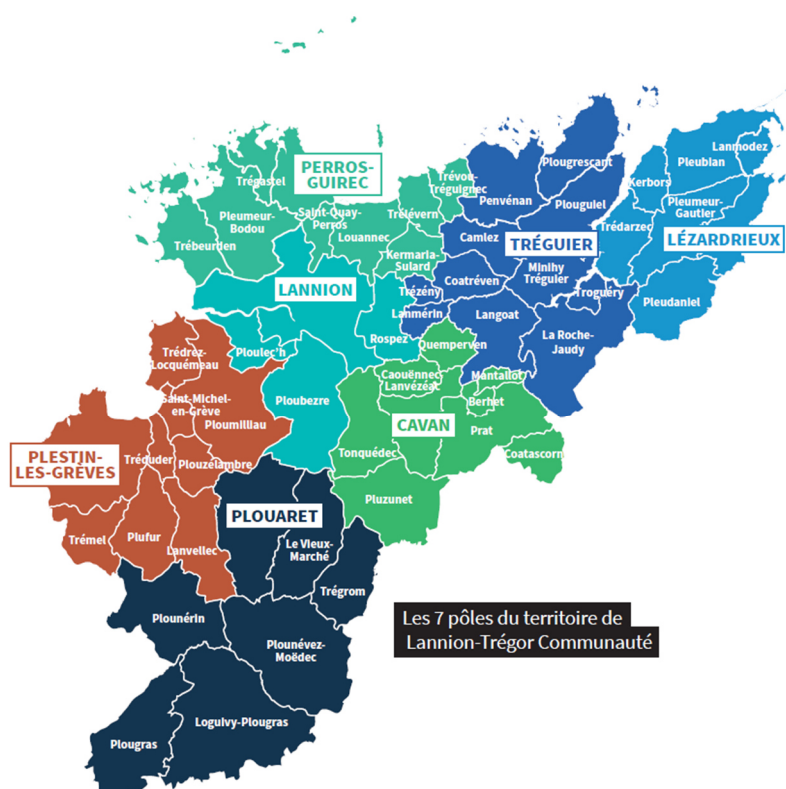 PERROS-
GUIREC
Trégastel
Pleumeur-
Bodou
Trébeurden
Saint-Quay-
Perros
Louannec
Trélévern
Trévou-
Tréguignec
Kermaria-
Sulard
Penvénan
Plougrescant
Plouguiel
Camlez
TRÉGUIER
Minihy
Tréguier
Coatréven
Trézény
Lanmérin
Langoat
Troguéry
La Roche-
Jaudy
Lanmodez
Pleubian
Kerbors
Pleumeur-
Gautier
Trédarzec
LÉZARDRIEUX
Pleudaniel
LANNION
Ploulec'h
Rospez
Ploubezre
Quemperven
Caouënnec
Lanvézéat
Mantallot
Berhet
CAVAN
Prat
Tonquédec
Coatascorn
Pluzunet
Trédrez-
Locquémeau
Saint-Michel-
en-Grève
Ploumilliau
PLESTIN-
LES-GRÈVES
Tréduder
Plouzélambre
Trémel
Plufur
Lanvellec
PLOUARET
Le Vieux-
Marché
Trégrom
Plounérin
Plounévez-
Moëdec
Loguivy-Plougras
Plougras
Les 7 pôles du territoire de
Lannion-Trégor Communauté